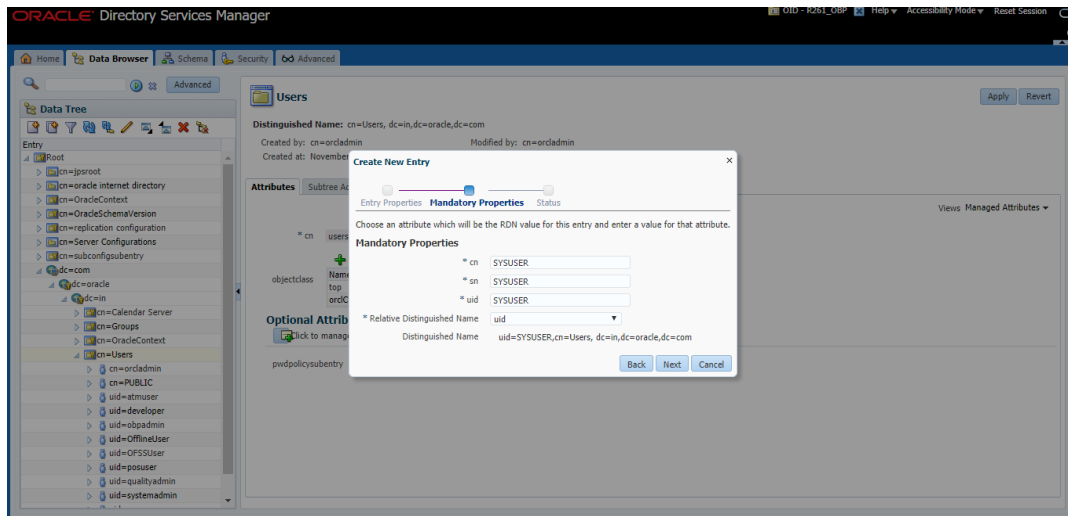 ORACLE Directory Services Manager
OID - R261_OBP Help Accessibility Mode Reset Session
Home Data Browser Schema Security Advanced
Advanced
Data Tree
Entry
Root
cn=jpsroot
cn=oracle internet directory
cn=OracleContext
cn=OracleSchemaVersion
cn=replication configuration
cn=Server Configurations
cn=subconfigsubentry
dc=com
dc=oracle
dc=in
cn=Calendar Server
cn=Groups
cn=OracleContext
cn=Users
cn=orcladmin
cn=PUBLIC
uid=atmuser
uid=developer
uid=obpadmin
uid=OfflineUser
uid=OFSSUser
uid=posuser
uid=qualityadmin
uid=systemadmin
Users
Apply Revert
Distinguished Name: cn=Users, dc=in,dc=oracle,dc=com
Created by: cn=orcladmin Modified by: cn=orcladmin
Created at: November
Attributes Subtree Ac
Views Managed Attributes
* cn users
objectclass Name
top
orclC
Optional Attrib
Click to manag
pwdpolicysubentry
Create New Entry ×
Entry Properties Mandatory Properties Status
Choose an attribute which will be the RDN value for this entry and enter a value for that attribute.
Mandatory Properties
* cn SYSUSER
* sn SYSUSER
* uid SYSUSER
* Relative Distinguished Name uid
Distinguished Name uid=SYSUSER,cn=Users, dc=in,dc=oracle,dc=com
Back Next Cancel